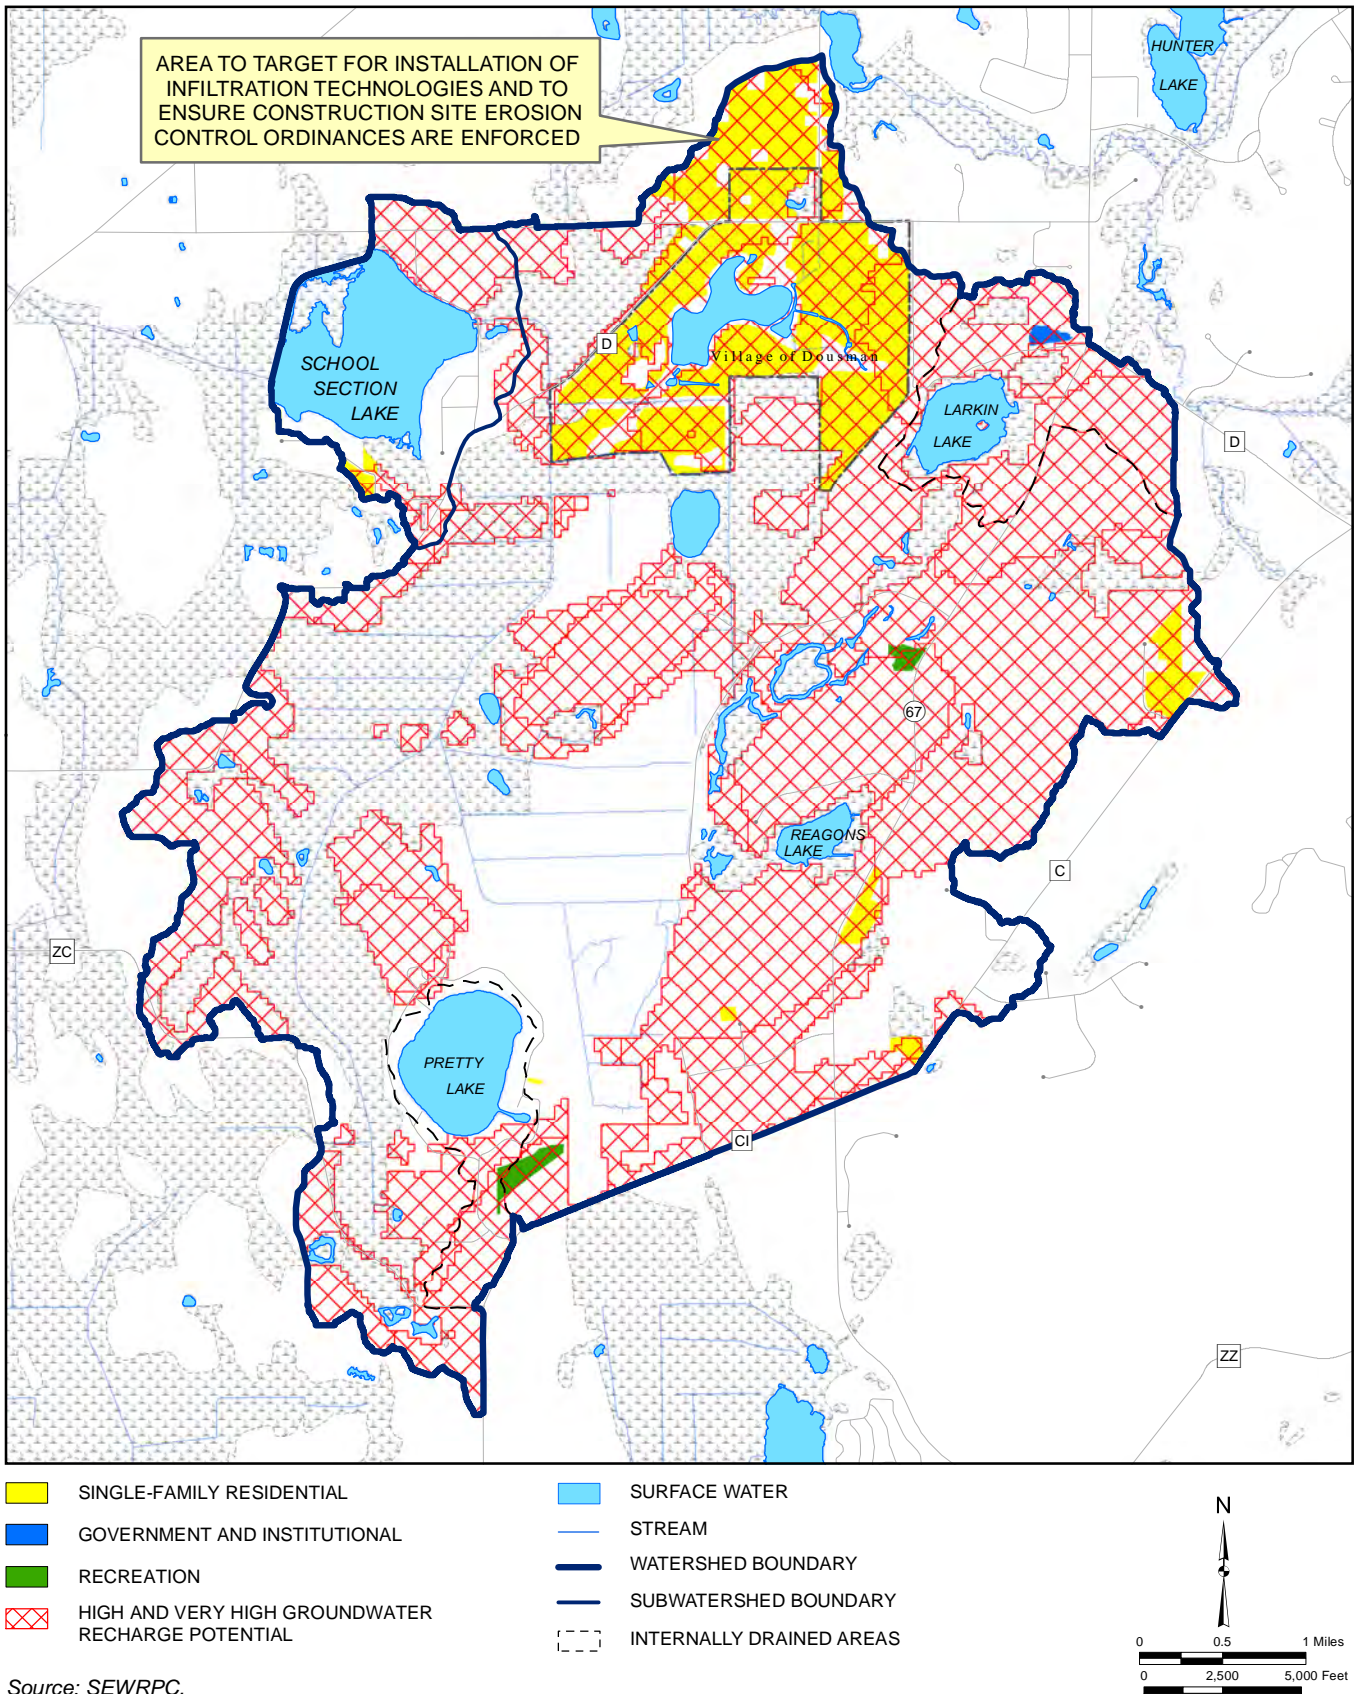 AREA TO TARGET FOR INSTALLATION OF
INFILTRATION TECHNOLOGIES AND TO
ENSURE CONSTRUCTION SITE EROSION
CONTROL ORDINANCES ARE ENFORCED
HUNTER
LAKE
SCHOOL
SECTION
LAKE
D
Village of Dousman
LARKIN
LAKE
D
67
REAGONS
LAKE
C
ZC
PRETTY
LAKE
CI
ZZ
SINGLE-FAMILY RESIDENTIAL
GOVERNMENT AND INSTITUTIONAL
RECREATION
HIGH AND VERY HIGH GROUNDWATER
RECHARGE POTENTIAL
SURFACE WATER
STREAM
WATERSHED BOUNDARY
SUBWATERSHED BOUNDARY
INTERNALLY DRAINED AREAS
N
0 0.5 1 Miles
0 2,500 5,000 Feet
Source: SEWRPC.